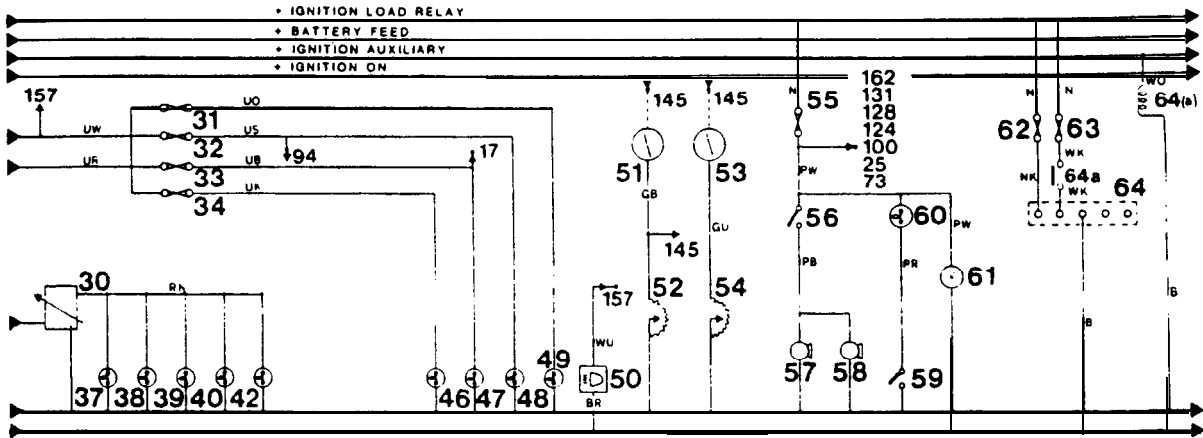 + IGNITION LOAD RELAY
+ BATTERY FEED
+ IGNITION AUXILIARY
+ IGNITION ON
157
UW
UR
31
UO
32
US
94
33
UB
17
34
UK
30
RN
37 38 39 40 42
46 47 48 49
50
157
WU
BR
145
51
GB
145
52
145
53
GU
54
N
55
162
131
128
124
100
25
73
PW
56
PB
57 58
60
PR
59
PW
61
N N
62 63
WK
NK
64a
WK
64
B
WO
64(a)
B